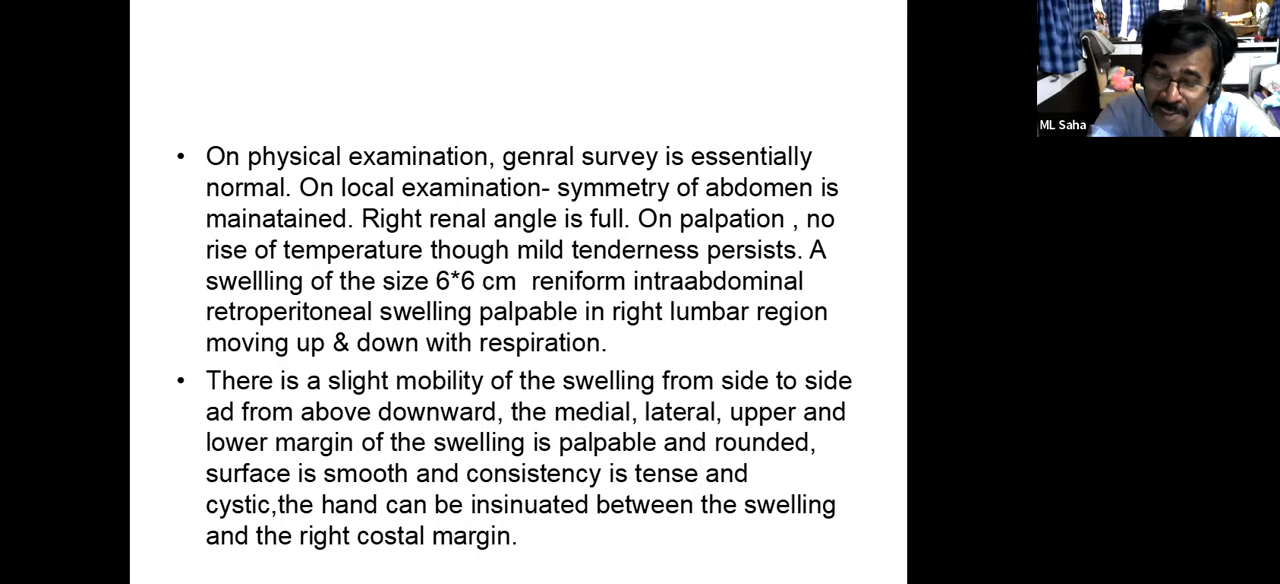 • On physical examination, genral survey is essentially
normal. On local examination- symmetry of abdomen is
mainatained. Right renal angle is full. On palpation , no
rise of temperature though mild tenderness persists. A
swellling of the size 6*6 cm  reniform intraabdominal
retroperitoneal swelling palpable in right lumbar region
moving up & down with respiration.
• There is a slight mobility of the swelling from side to side
ad from above downward, the medial, lateral, upper and
lower margin of the swelling is palpable and rounded,
surface is smooth and consistency is tense and
cystic,the hand can be insinuated between the swelling
and the right costal margin.
ML Saha